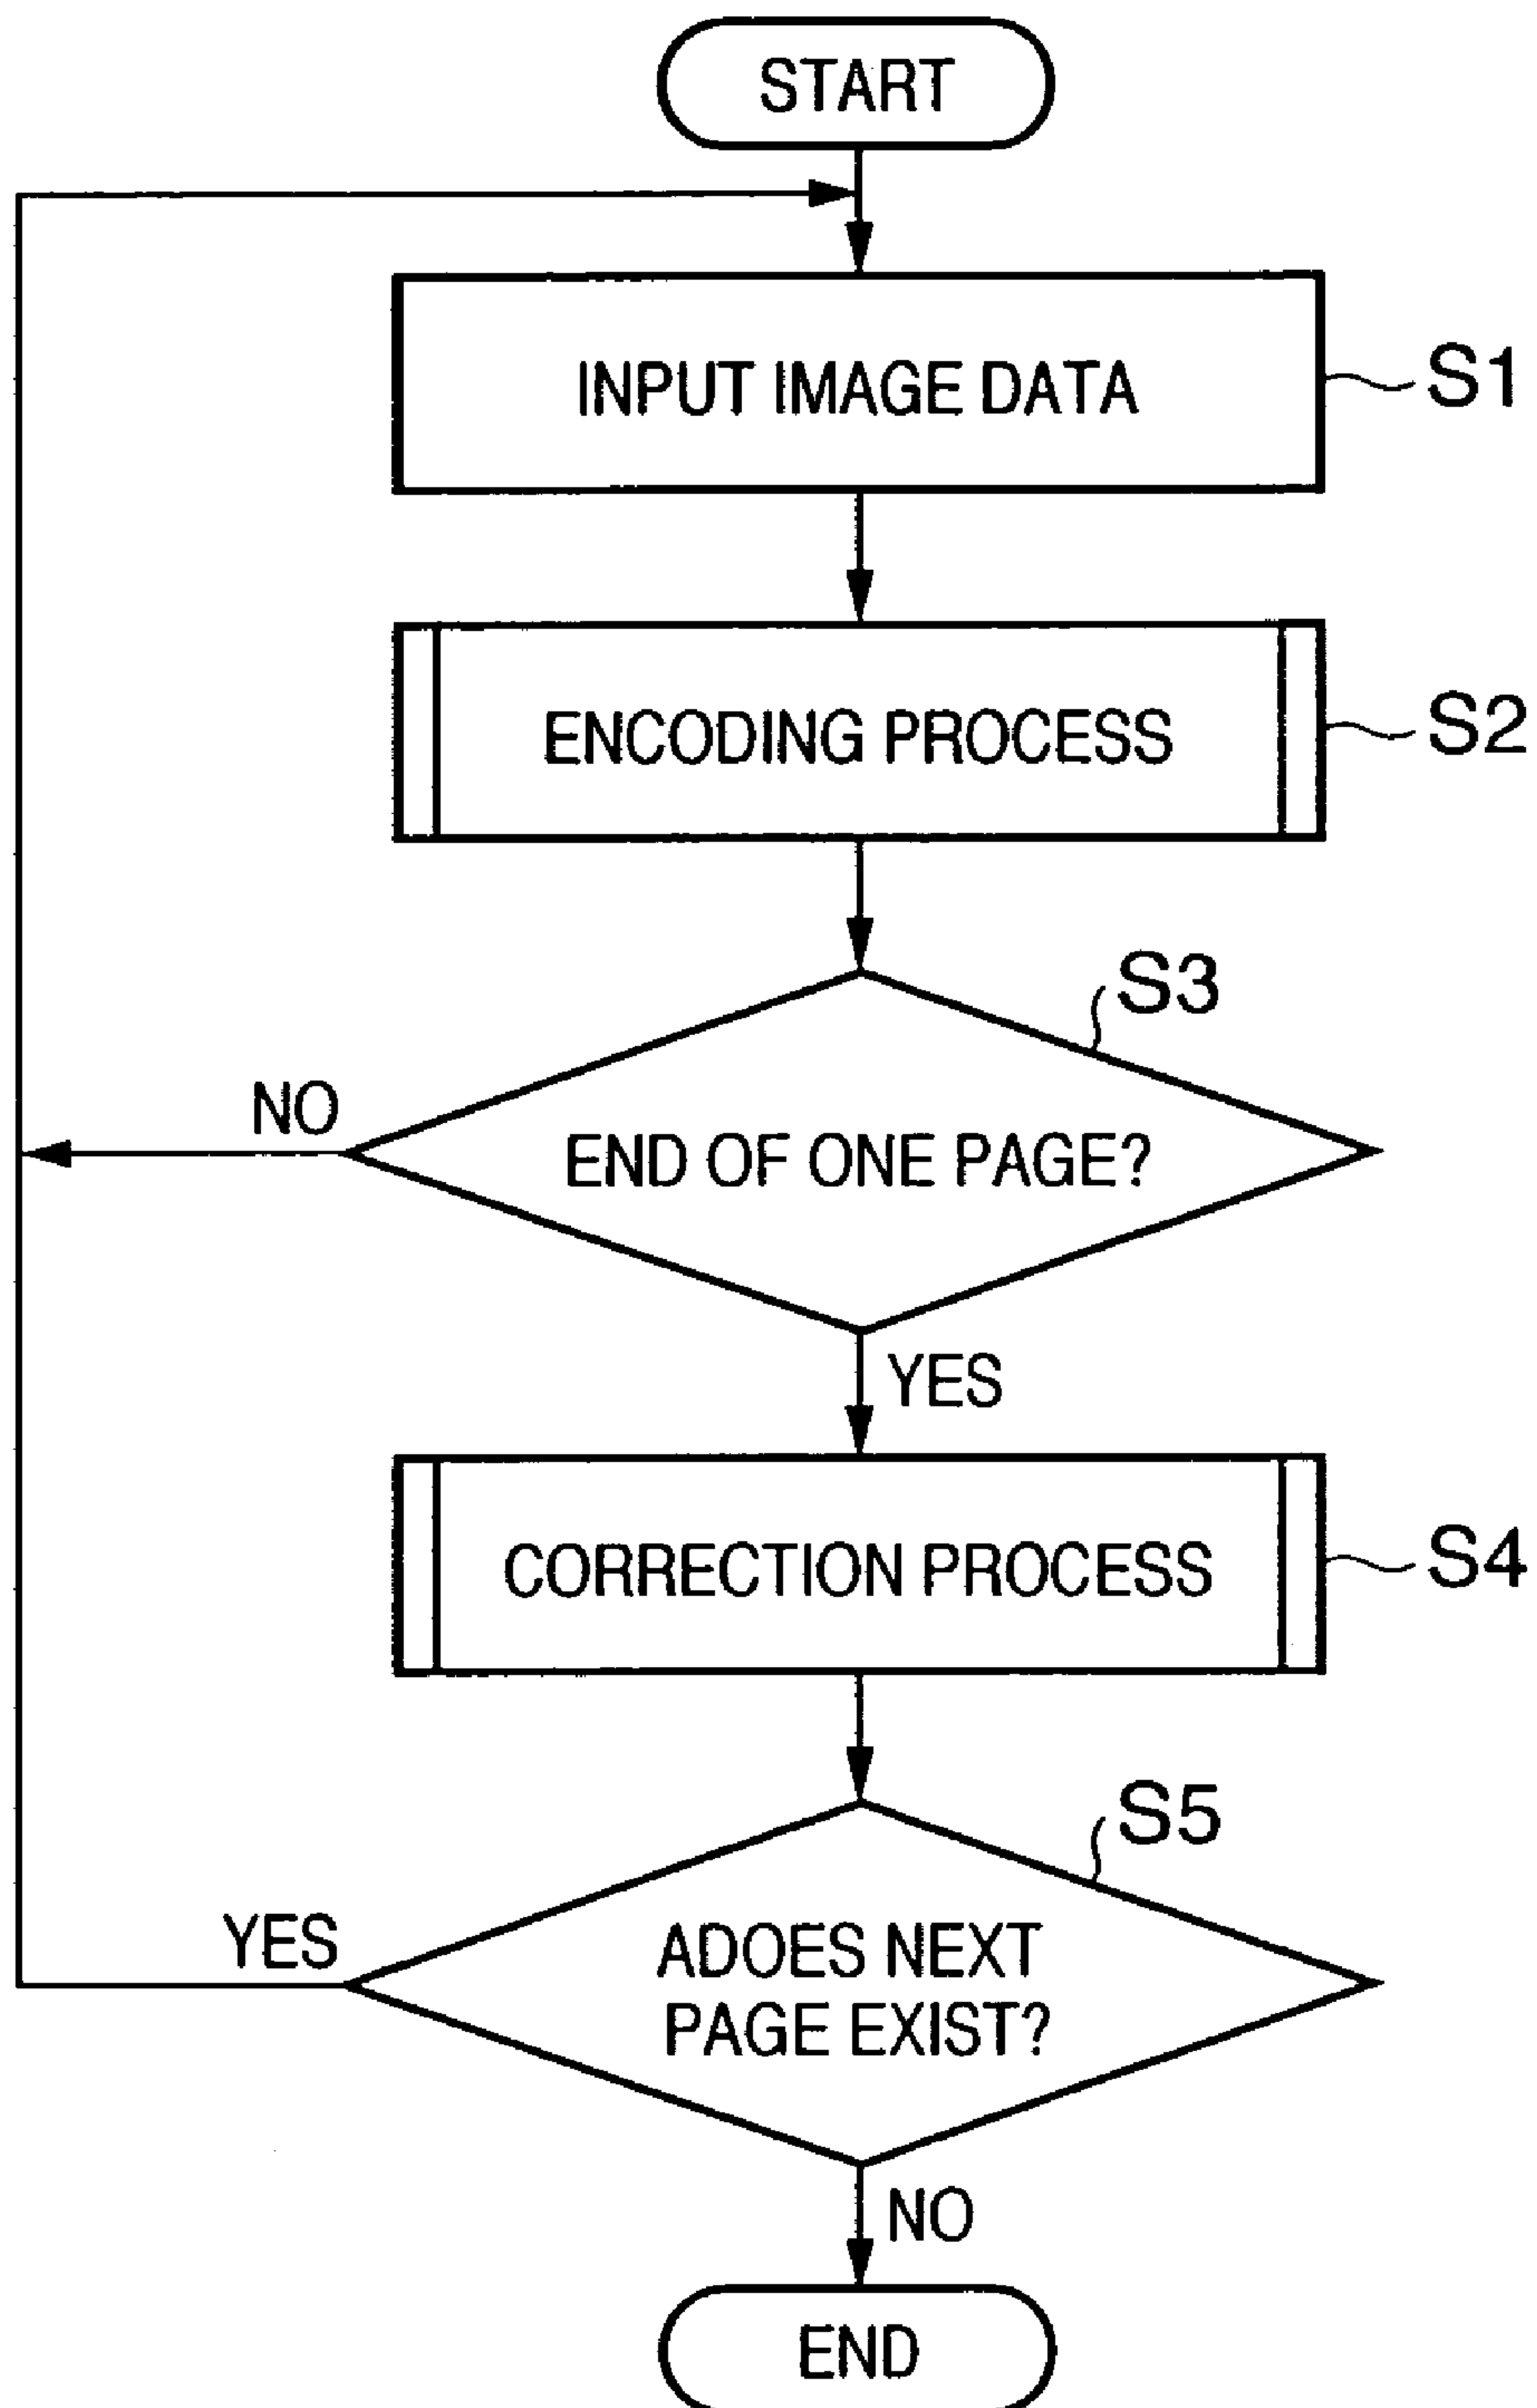 START
INPUT IMAGE DATA
S1
ENCODING PROCESS
S2
S3
NO
END OF ONE PAGE?
YES
CORRECTION PROCESS
S4
S5
YES
ADOES NEXT
PAGE EXIST?
NO
END